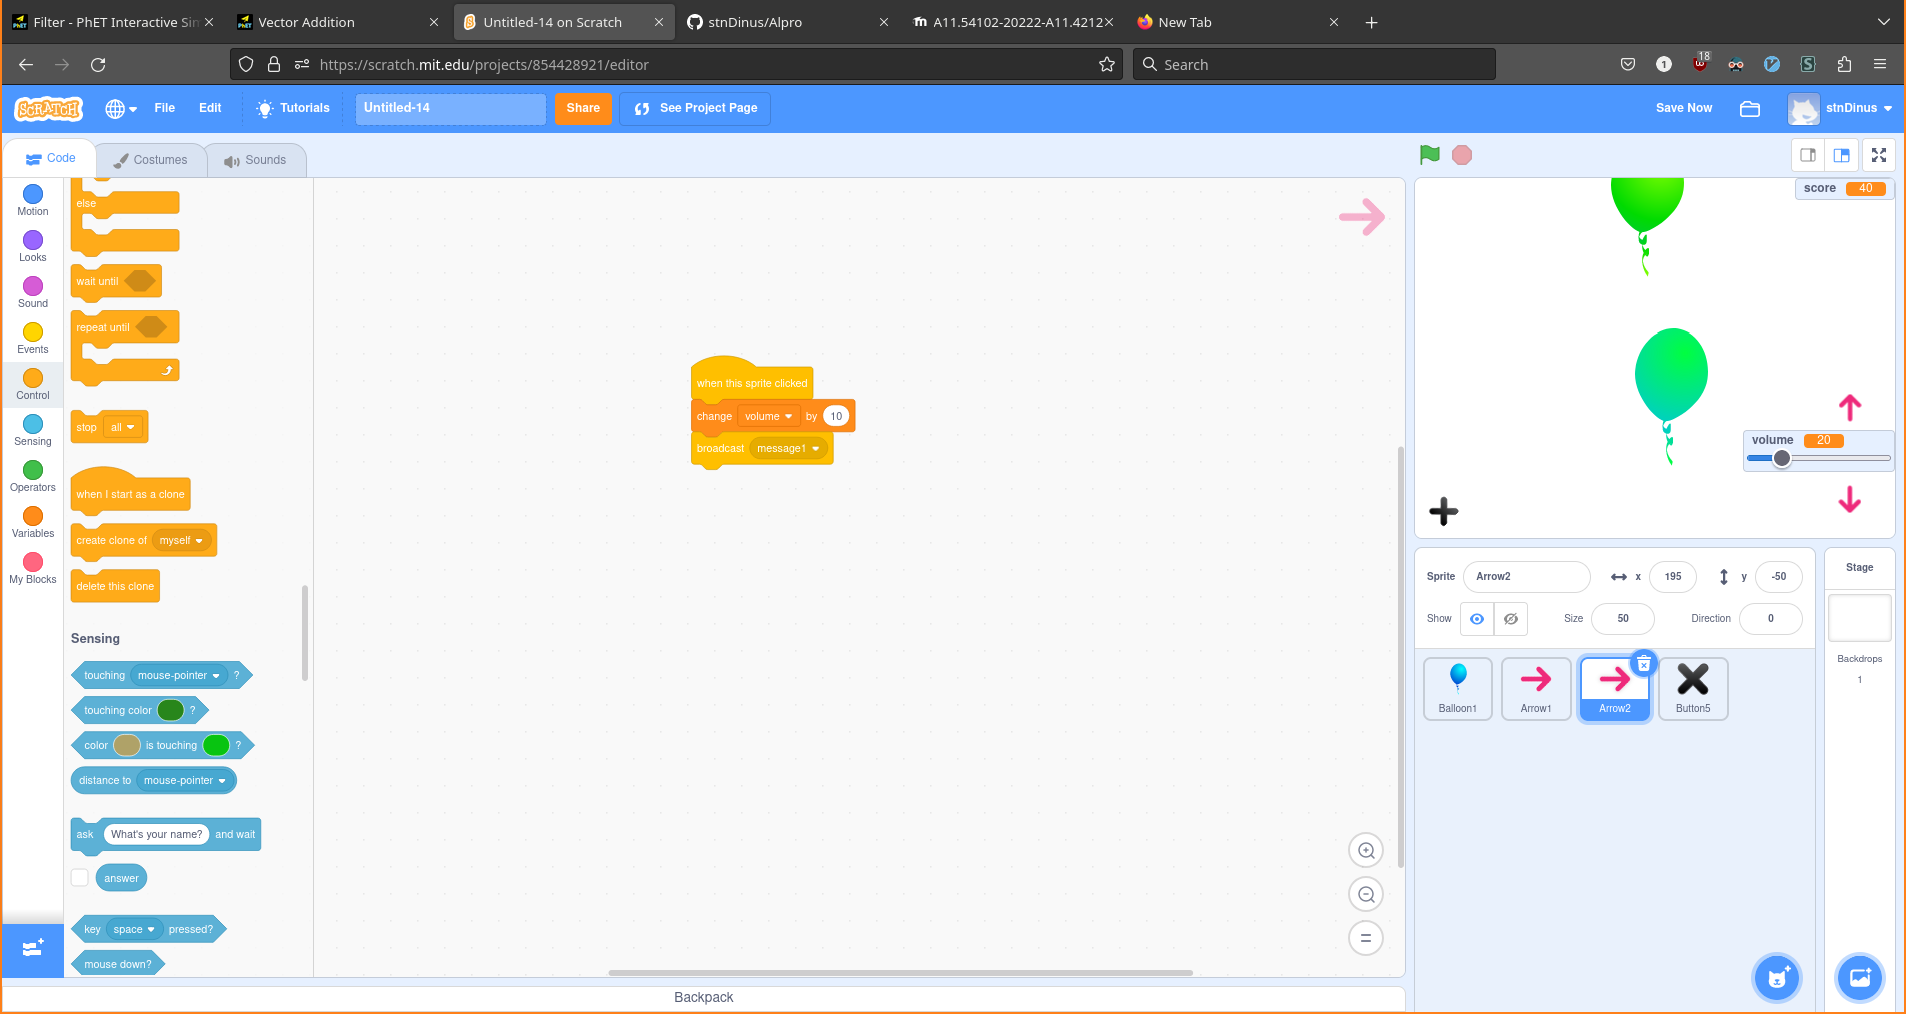 Filter - PhET Interactive Sin
Vector Addition
Untitled-14 on Scratch
stnDinus/Alpro
A11.54102-20222-A11.4212
New Tab
https://scratch.mit.edu/projects/854428921/editor
Search
1
18
SCRATCH
File
Edit
Tutorials
Untitled-14
Share
See Project Page
Save Now
stnDinus
Code
Costumes
Sounds
Motion
Looks
Sound
Events
Control
Sensing
Operators
Variables
My Blocks
else
wait until
repeat until
stop all
when I start as a clone
create clone of myself
delete this clone
Sensing
touching mouse-pointer ?
touching color ?
color is touching ?
distance to mouse-pointer
ask What's your name? and wait
answer
key space pressed?
mouse down?
when this sprite clicked
change volume by 10
broadcast message1
score 40
volume 20
Sprite Arrow2 x 195 y -50
Show Size 50 Direction 0
Balloon1
Arrow1
Arrow2
Button5
Stage
Backdrops
1
Backpack